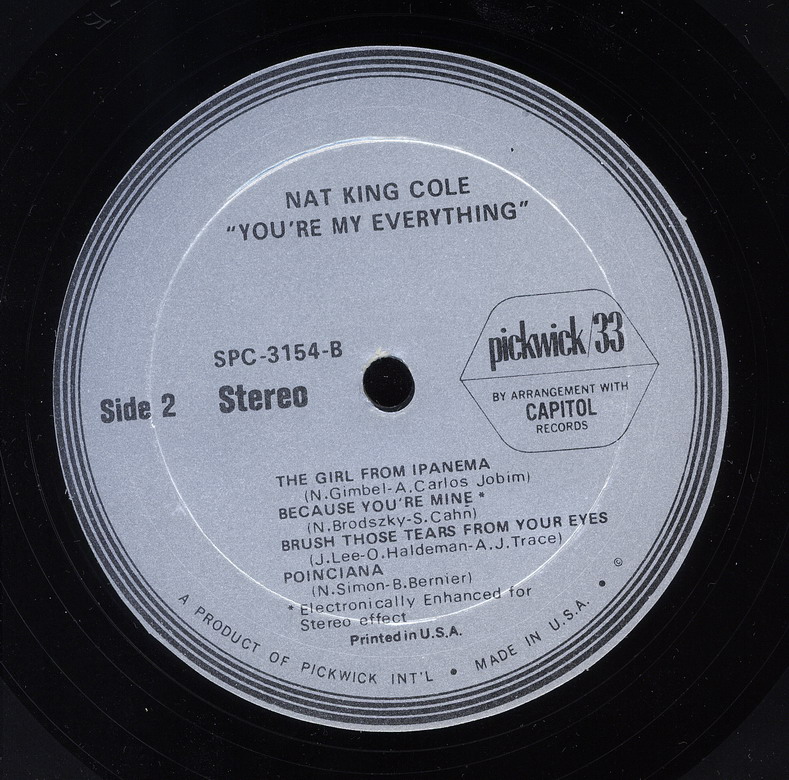 NAT KING COLE
"YOU'RE MY EVERYTHING"
SPC-3154-B
Side 2 Stereo
pickwick/33
BY ARRANGEMENT WITH
CAPITOL
RECORDS
THE GIRL FROM IPANEMA
(N.Gimbel-A.Carlos Jobim)
BECAUSE YOU'RE MINE *
(N.Brodszky-S.Cahn)
BRUSH THOSE TEARS FROM YOUR EYES
(J.Lee-O.Haldeman-A.J.Trace)
POINCIANA
(N.Simon-B.Bernier)
* Electronically Enhanced for
Stereo effect
Printed in U.S.A.
A PRODUCT OF PICKWICK INT'L • MADE IN U.S.A. • ©